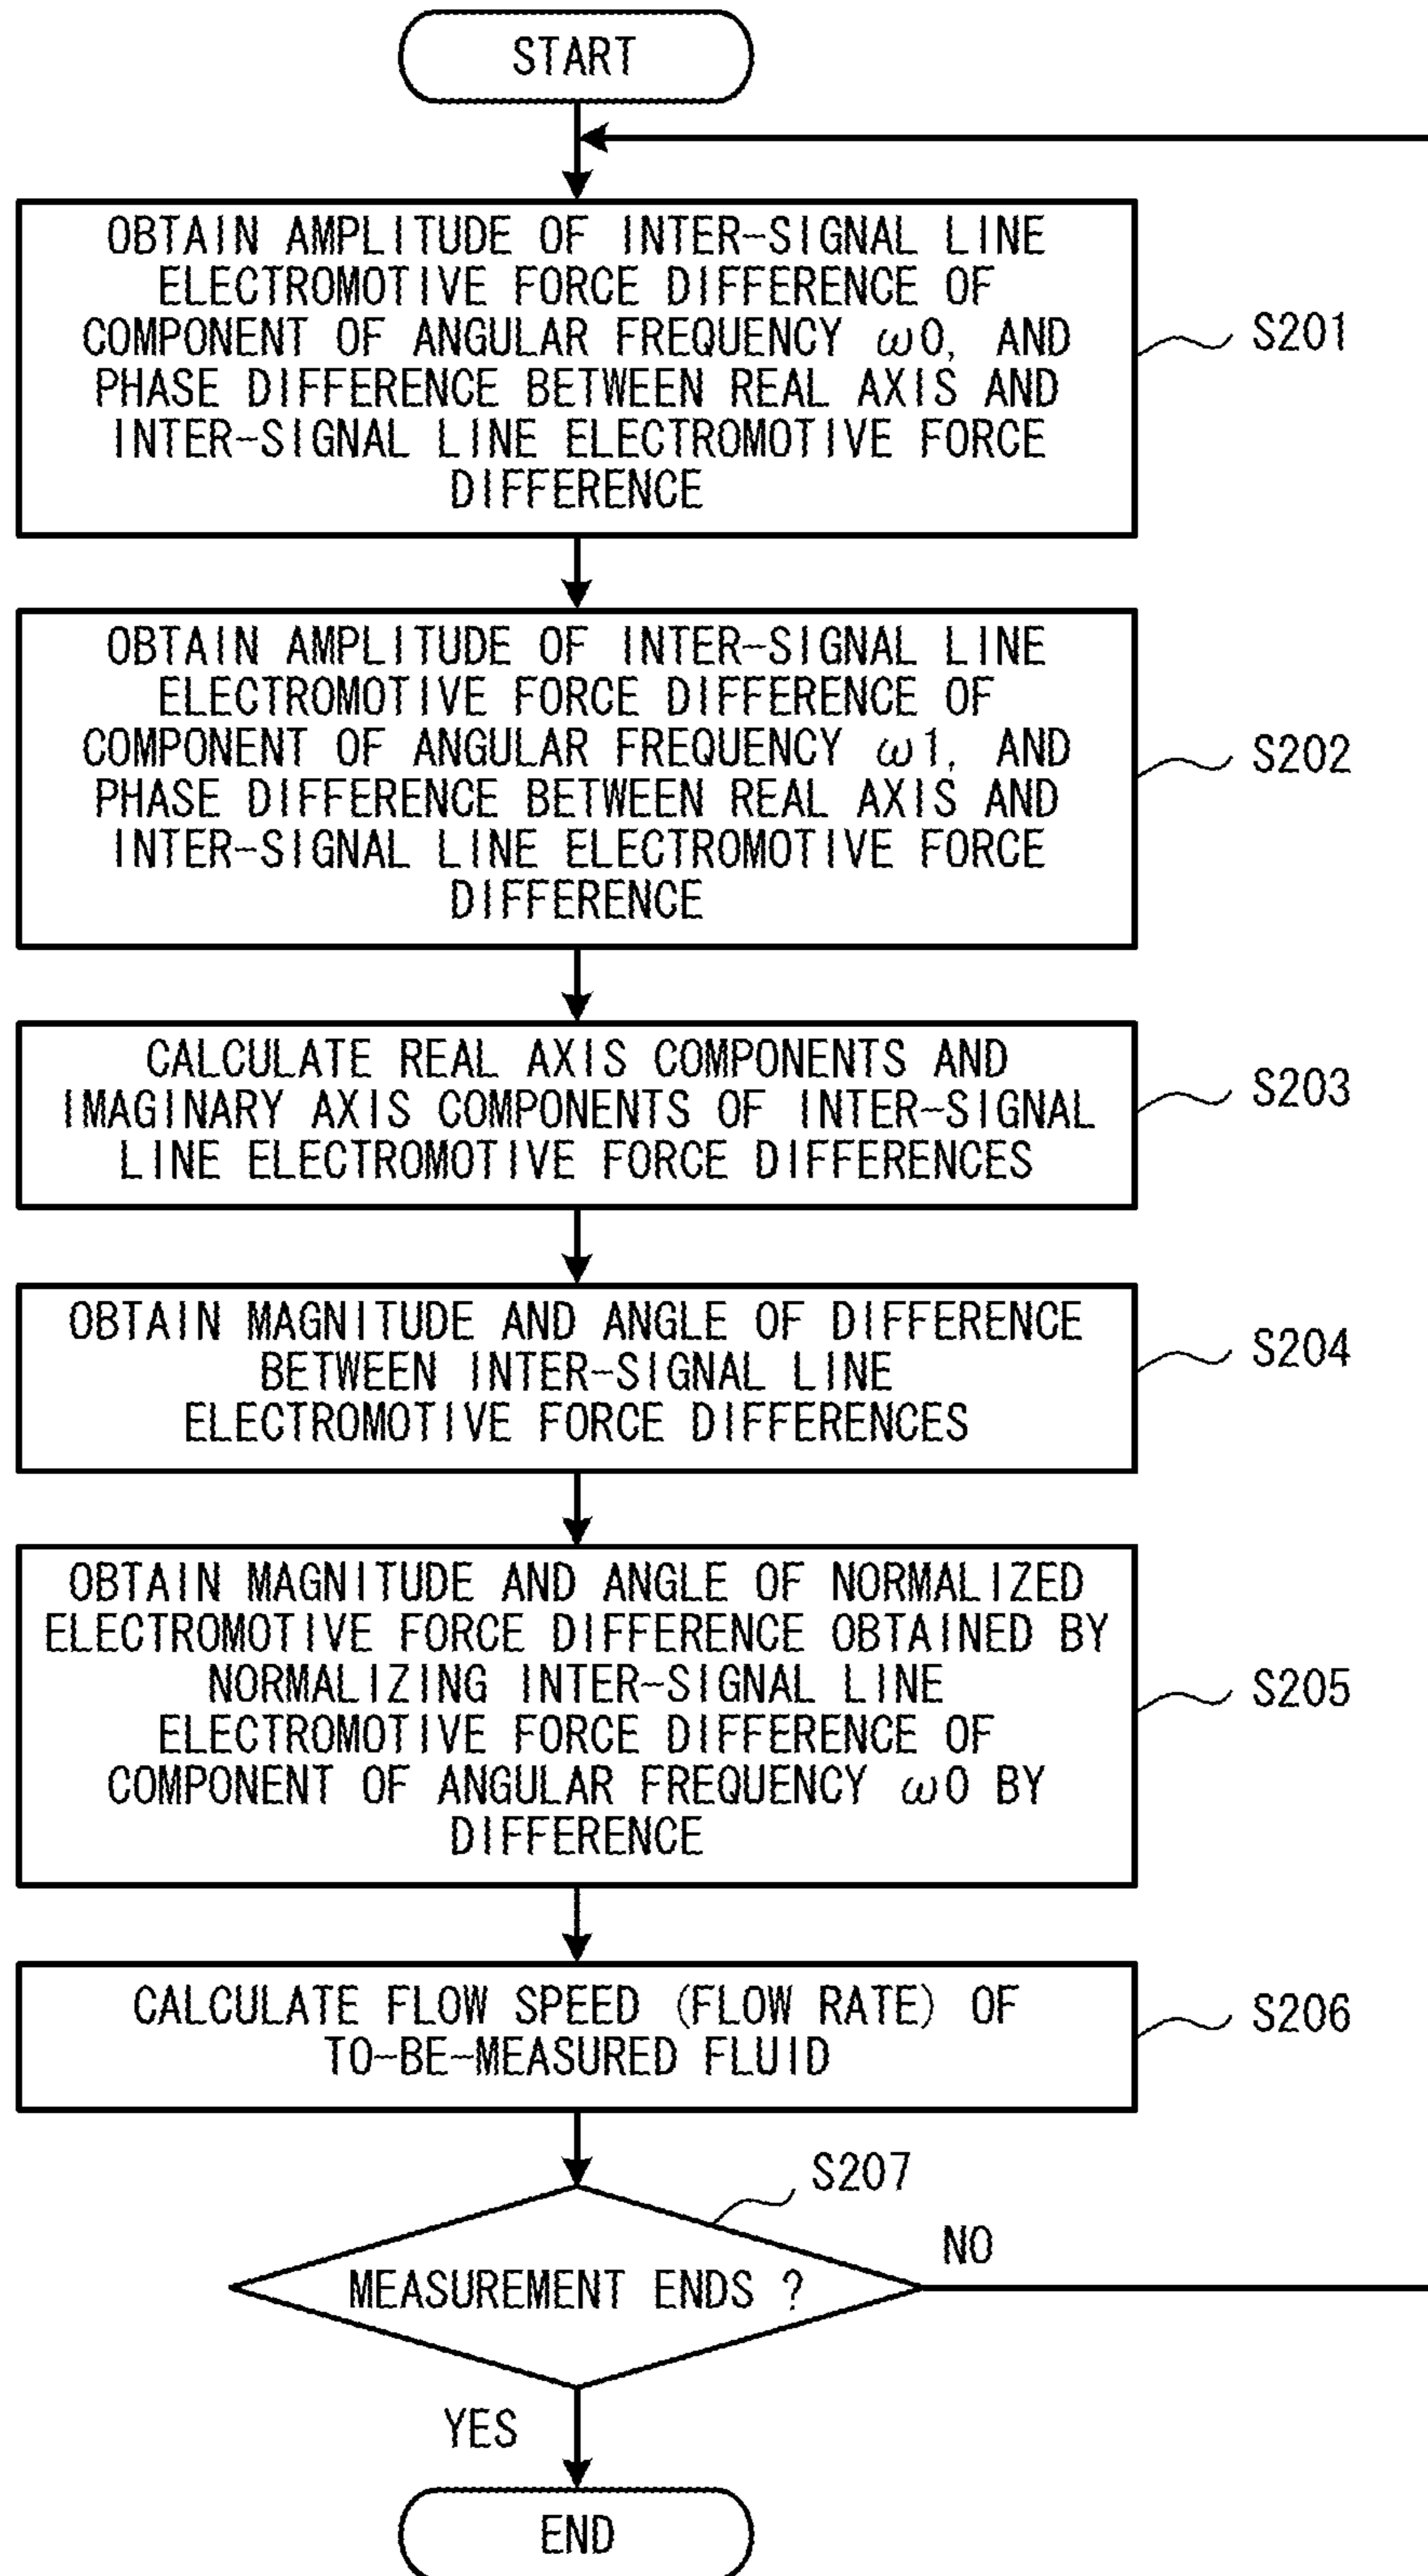 START
OBTAIN AMPLITUDE OF INTER-SIGNAL LINE
ELECTROMOTIVE FORCE DIFFERENCE OF
COMPONENT OF ANGULAR FREQUENCY ω0, AND
PHASE DIFFERENCE BETWEEN REAL AXIS AND
INTER-SIGNAL LINE ELECTROMOTIVE FORCE
DIFFERENCE
S201
OBTAIN AMPLITUDE OF INTER-SIGNAL LINE
ELECTROMOTIVE FORCE DIFFERENCE OF
COMPONENT OF ANGULAR FREQUENCY ω1, AND
PHASE DIFFERENCE BETWEEN REAL AXIS AND
INTER-SIGNAL LINE ELECTROMOTIVE FORCE
DIFFERENCE
S202
CALCULATE REAL AXIS COMPONENTS AND
IMAGINARY AXIS COMPONENTS OF INTER-SIGNAL
LINE ELECTROMOTIVE FORCE DIFFERENCES
S203
OBTAIN MAGNITUDE AND ANGLE OF DIFFERENCE
BETWEEN INTER-SIGNAL LINE
ELECTROMOTIVE FORCE DIFFERENCES
S204
OBTAIN MAGNITUDE AND ANGLE OF NORMALIZED
ELECTROMOTIVE FORCE DIFFERENCE OBTAINED BY
NORMALIZING INTER-SIGNAL LINE
ELECTROMOTIVE FORCE DIFFERENCE OF
COMPONENT OF ANGULAR FREQUENCY ω0 BY
DIFFERENCE
S205
CALCULATE FLOW SPEED (FLOW RATE) OF
TO-BE-MEASURED FLUID
S206
S207
MEASUREMENT ENDS ?
NO
YES
END